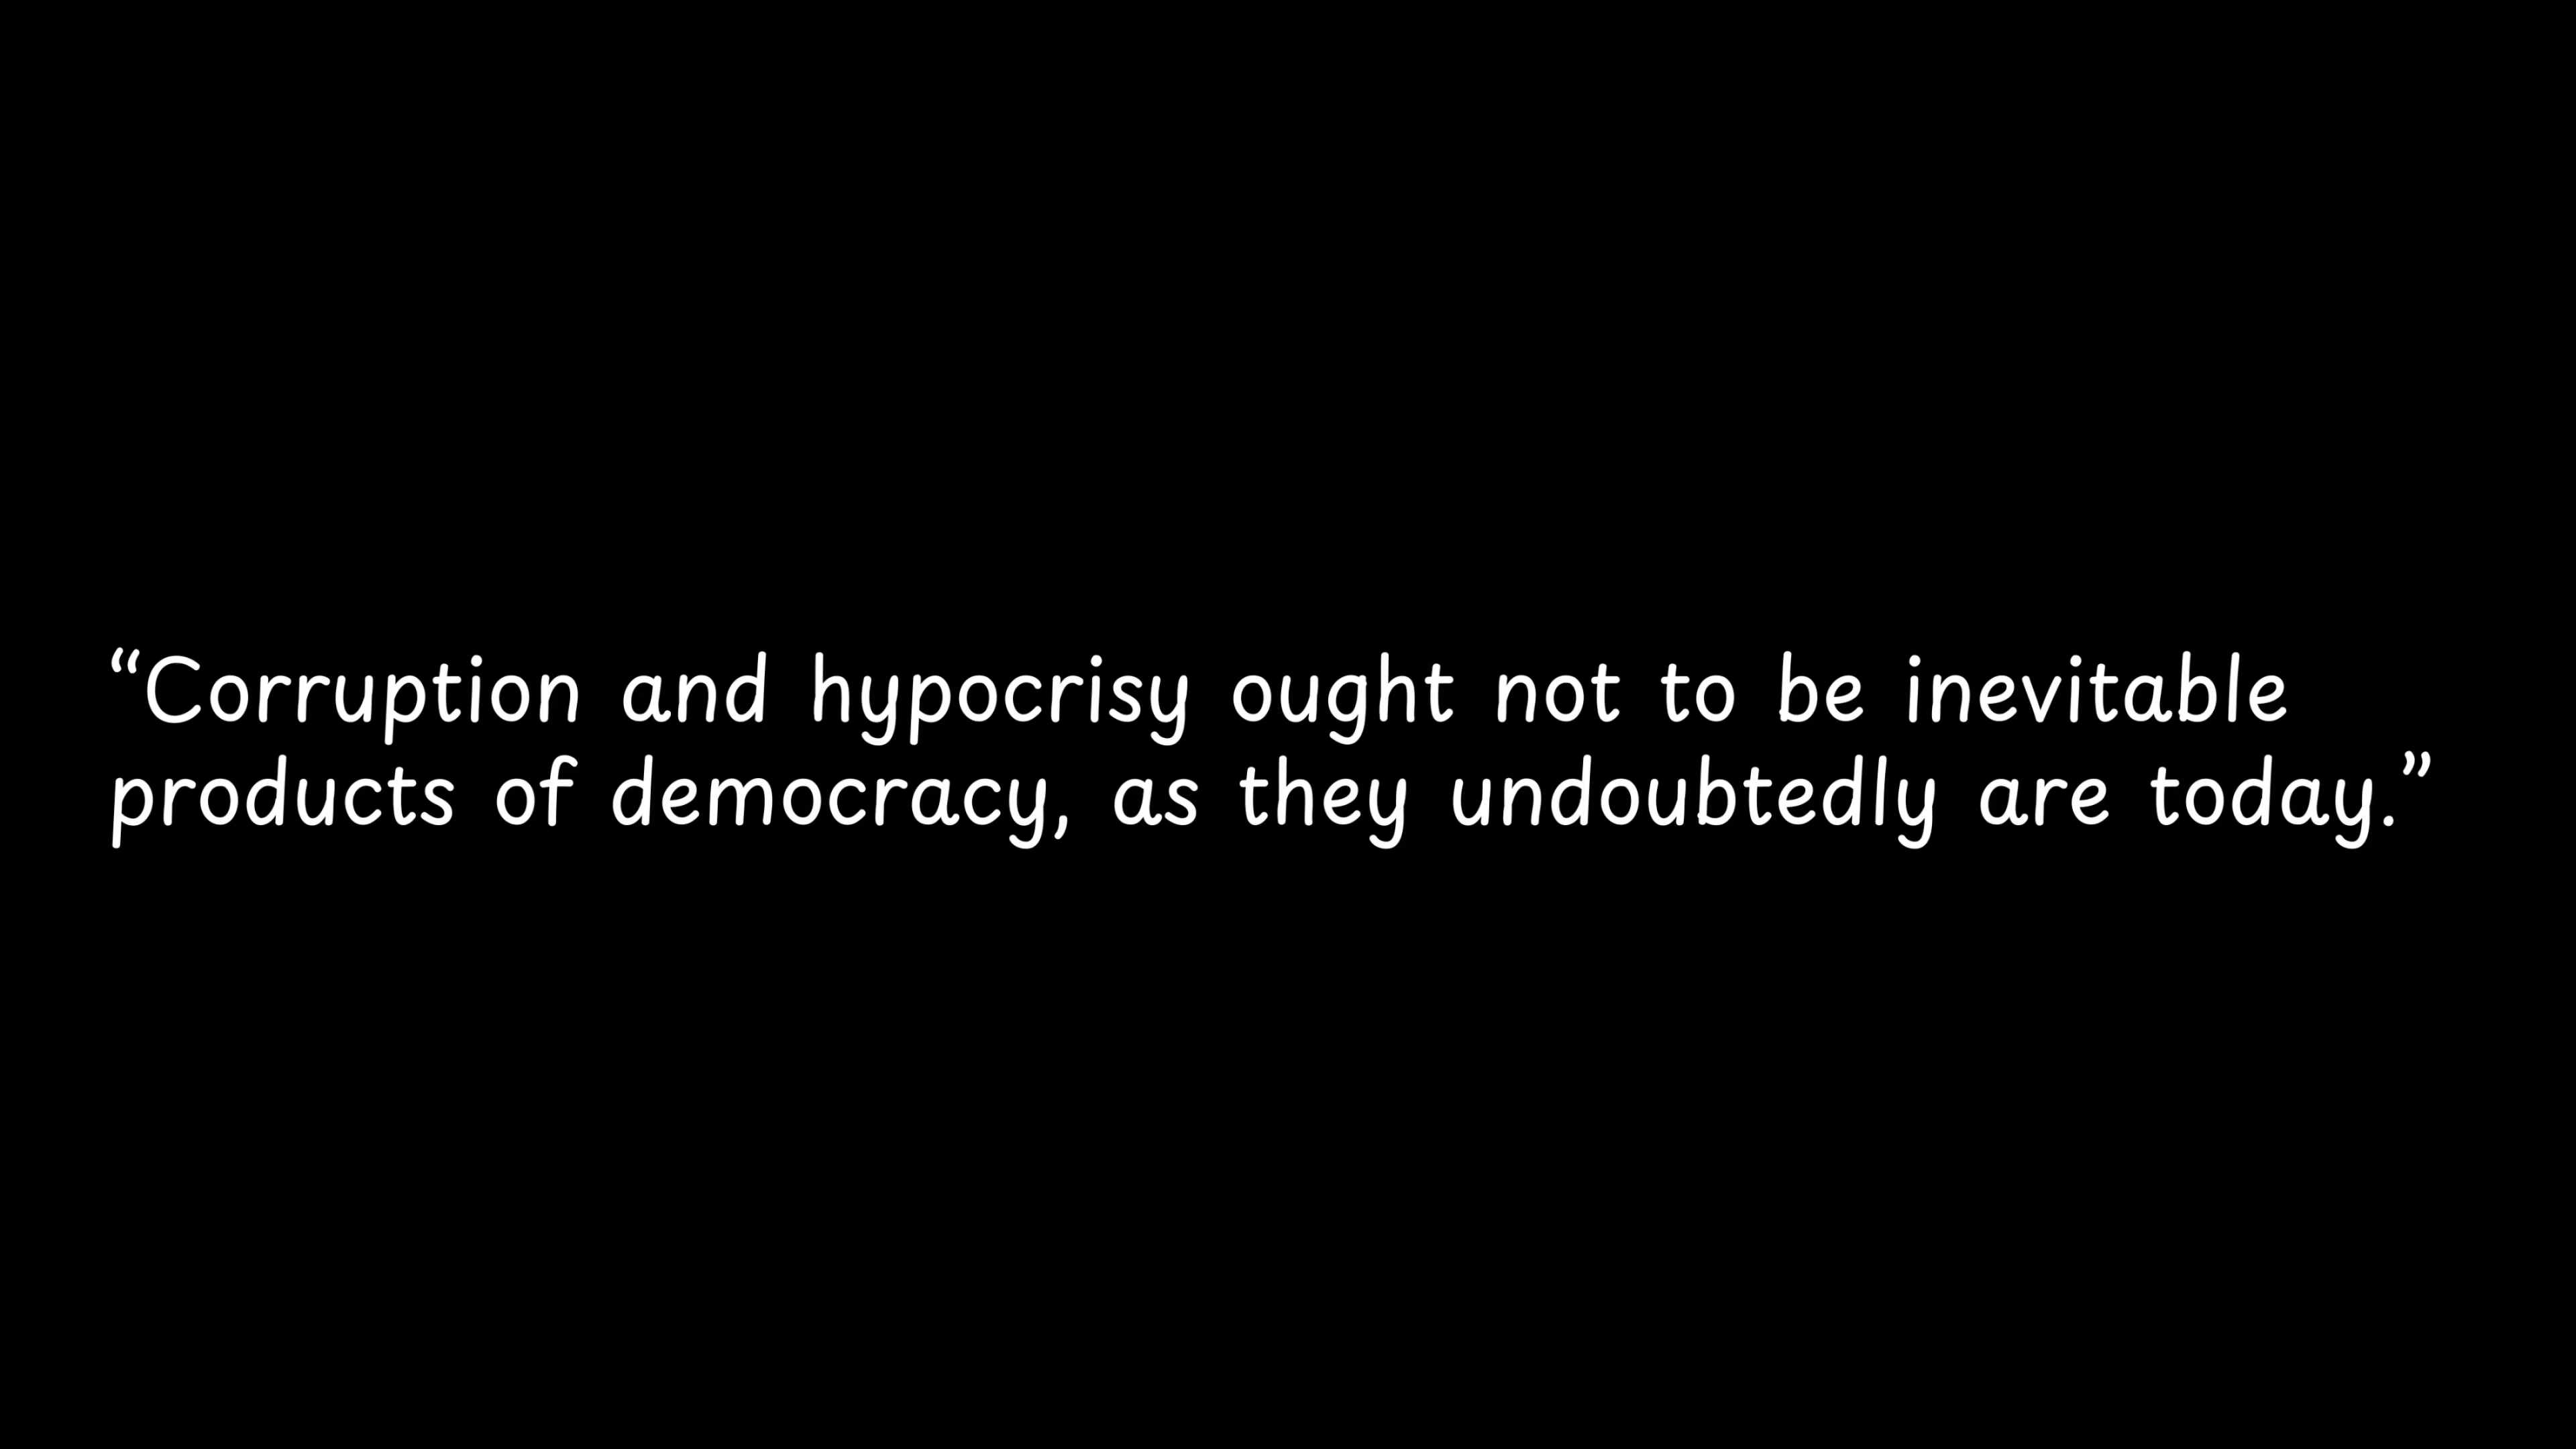 “Corruption and hypocrisy ought not to be inevitable
products of democracy, as they undoubtedly are today.”